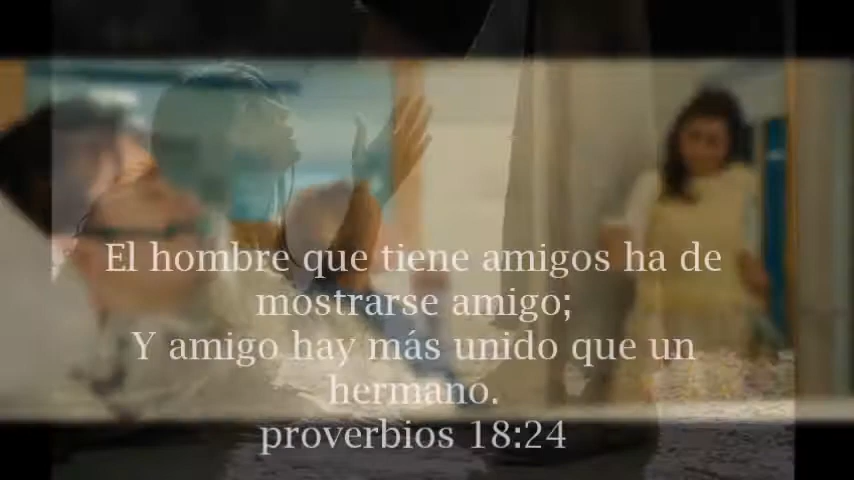 El hombre que tiene amigos ha de
mostrarse amigo;
Y amigo hay más unido que un
hermano.
proverbios 18:24